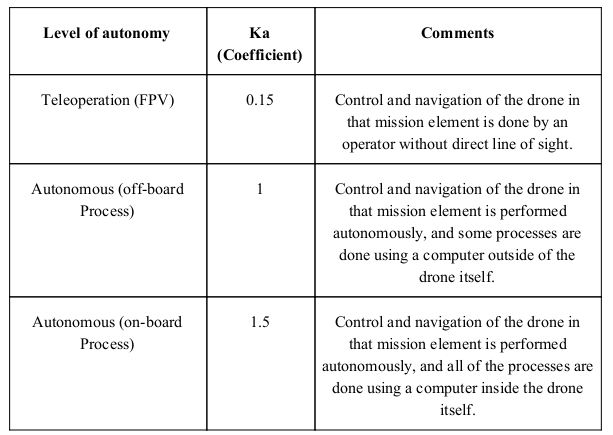 Level of autonomy
Ka
(Coefficient)
Comments
Teleoperation (FPV)
0.15
Control and navigation of the drone in
that mission element is done by an
operator without direct line of sight.
Autonomous (off-board
Process)
1
Control and navigation of the drone in
that mission element is performed
autonomously, and some processes are
done using a computer outside of the
drone itself.
Autonomous (on-board
Process)
1.5
Control and navigation of the drone in
that mission element is performed
autonomously, and all of the processes are
done using a computer inside the drone
itself.